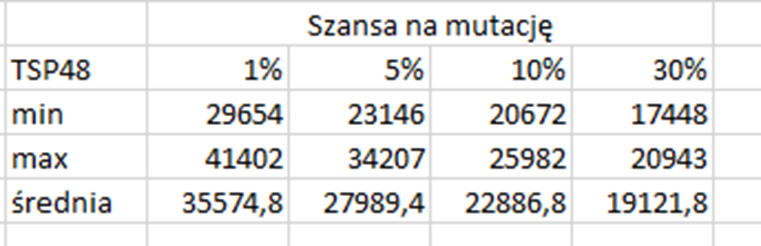 Szansa na mutację
TSP48 1% 5% 10% 30%
min 29654 23146 20672 17448
max 41402 34207 25982 20943
średnia 35574,8 27989,4 22886,8 19121,8